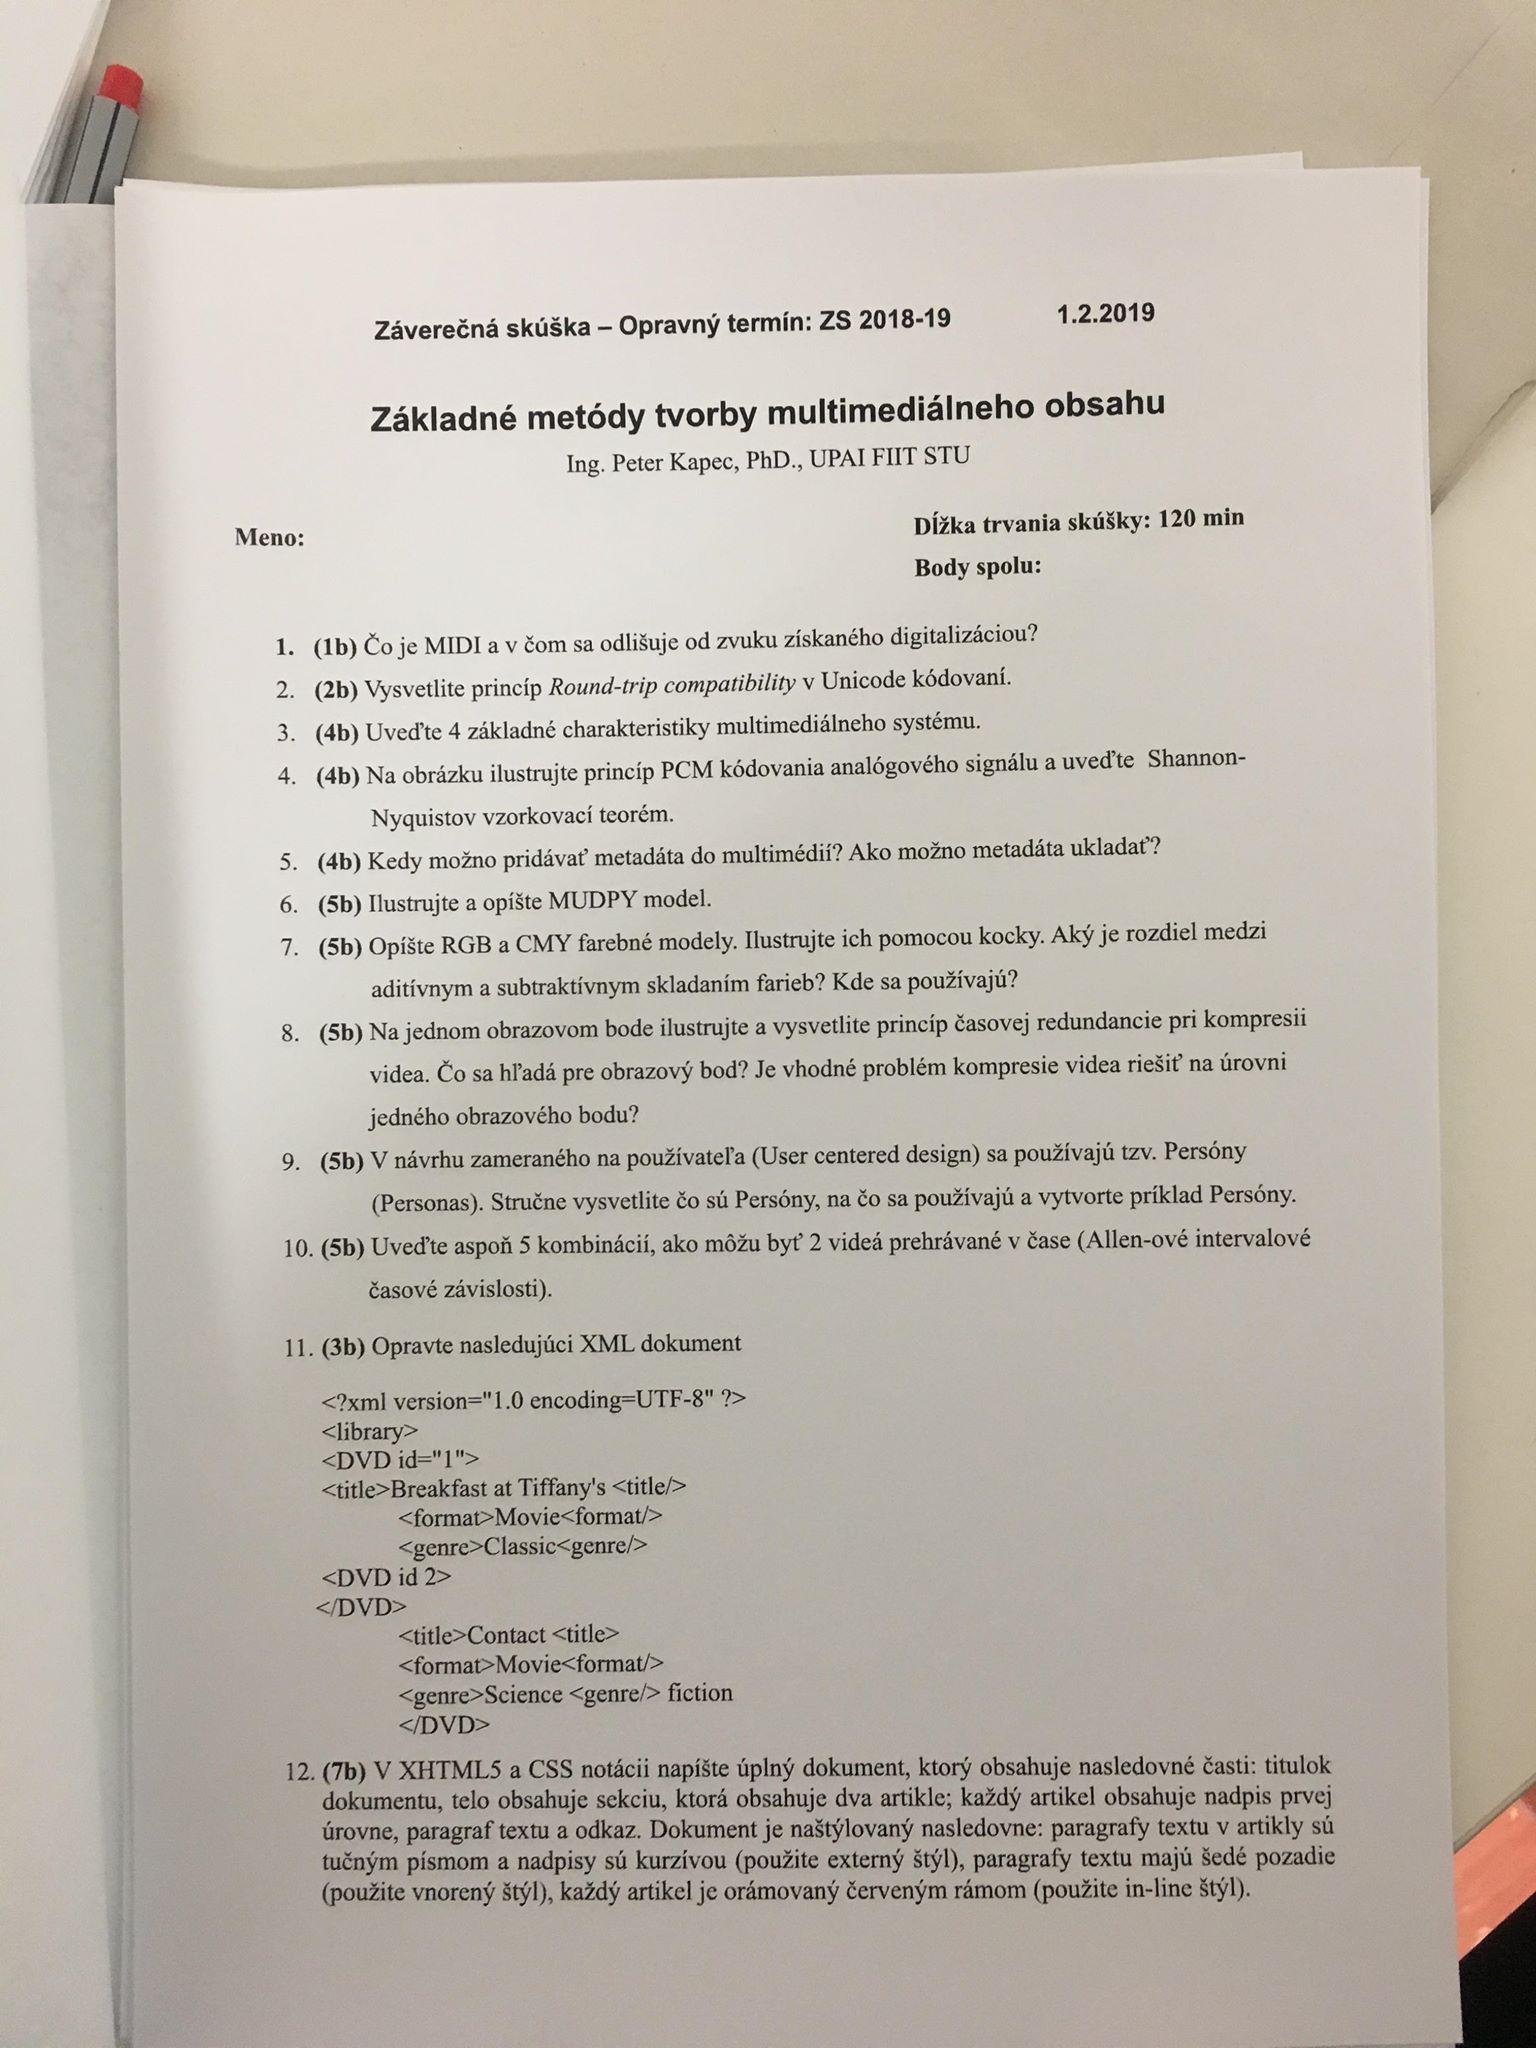 Záverečná skúška – Opravný termín: ZS 2018-19 1.2.2019
Základné metódy tvorby multimediálneho obsahu
Ing. Peter Kapec, PhD., UPAI FIIT STU
Meno:
Dĺžka trvania skúšky: 120 min
Body spolu:
1. (1b) Čo je MIDI a v čom sa odlišuje od zvuku získaného digitalizáciou?
2. (2b) Vysvetlite princíp Round-trip compatibility v Unicode kódovaní.
3. (4b) Uveďte 4 základné charakteristiky multimediálneho systému.
4. (4b) Na obrázku ilustrujte princíp PCM kódovania analógového signálu a uveďte Shannon-
Nyquistov vzorkovací teorém.
5. (4b) Kedy možno pridávať metadáta do multimédií? Ako možno metadáta ukladať?
6. (5b) Ilustrujte a opíšte MUDPY model.
7. (5b) Opíšte RGB a CMY farebné modely. Ilustrujte ich pomocou kocky. Aký je rozdiel medzi
aditívnym a subtraktívnym skladaním farieb? Kde sa používajú?
8. (5b) Na jednom obrazovom bode ilustrujte a vysvetlite princíp časovej redundancie pri kompresii
videa. Čo sa hľadá pre obrazový bod? Je vhodné problém kompresie videa riešiť na úrovni
jedného obrazového bodu?
9. (5b) V návrhu zameraného na používateľa (User centered design) sa používajú tzv. Persóny
(Personas). Stručne vysvetlite čo sú Persóny, na čo sa používajú a vytvorte príklad Persóny.
10. (5b) Uveďte aspoň 5 kombinácií, ako môžu byť 2 videá prehrávané v čase (Allen-ové intervalové
časové závislosti).
11. (3b) Opravte nasledujúci XML dokument
<?xml version="1.0 encoding=UTF-8" ?>
<library>
<DVD id="1">
<title>Breakfast at Tiffany's <title/>
<format>Movie<format/>
<genre>Classic<genre/>
<DVD id 2>
</DVD>
<title>Contact <title>
<format>Movie<format/>
<genre>Science <genre/> fiction
</DVD>
12. (7b) V XHTML5 a CSS notácii napíšte úplný dokument, ktorý obsahuje nasledovné časti: titulok
dokumentu, telo obsahuje sekciu, ktorá obsahuje dva artikle; každý artikel obsahuje nadpis prvej
úrovne, paragraf textu a odkaz. Dokument je naštýlovaný nasledovne: paragrafy textu v artikly sú
tučným písmom a nadpisy sú kurzívou (použite externý štýl), paragrafy textu majú šedé pozadie
(použite vnorený štýl), každý artikel je orámovaný červeným rámom (použite in-line štýl).